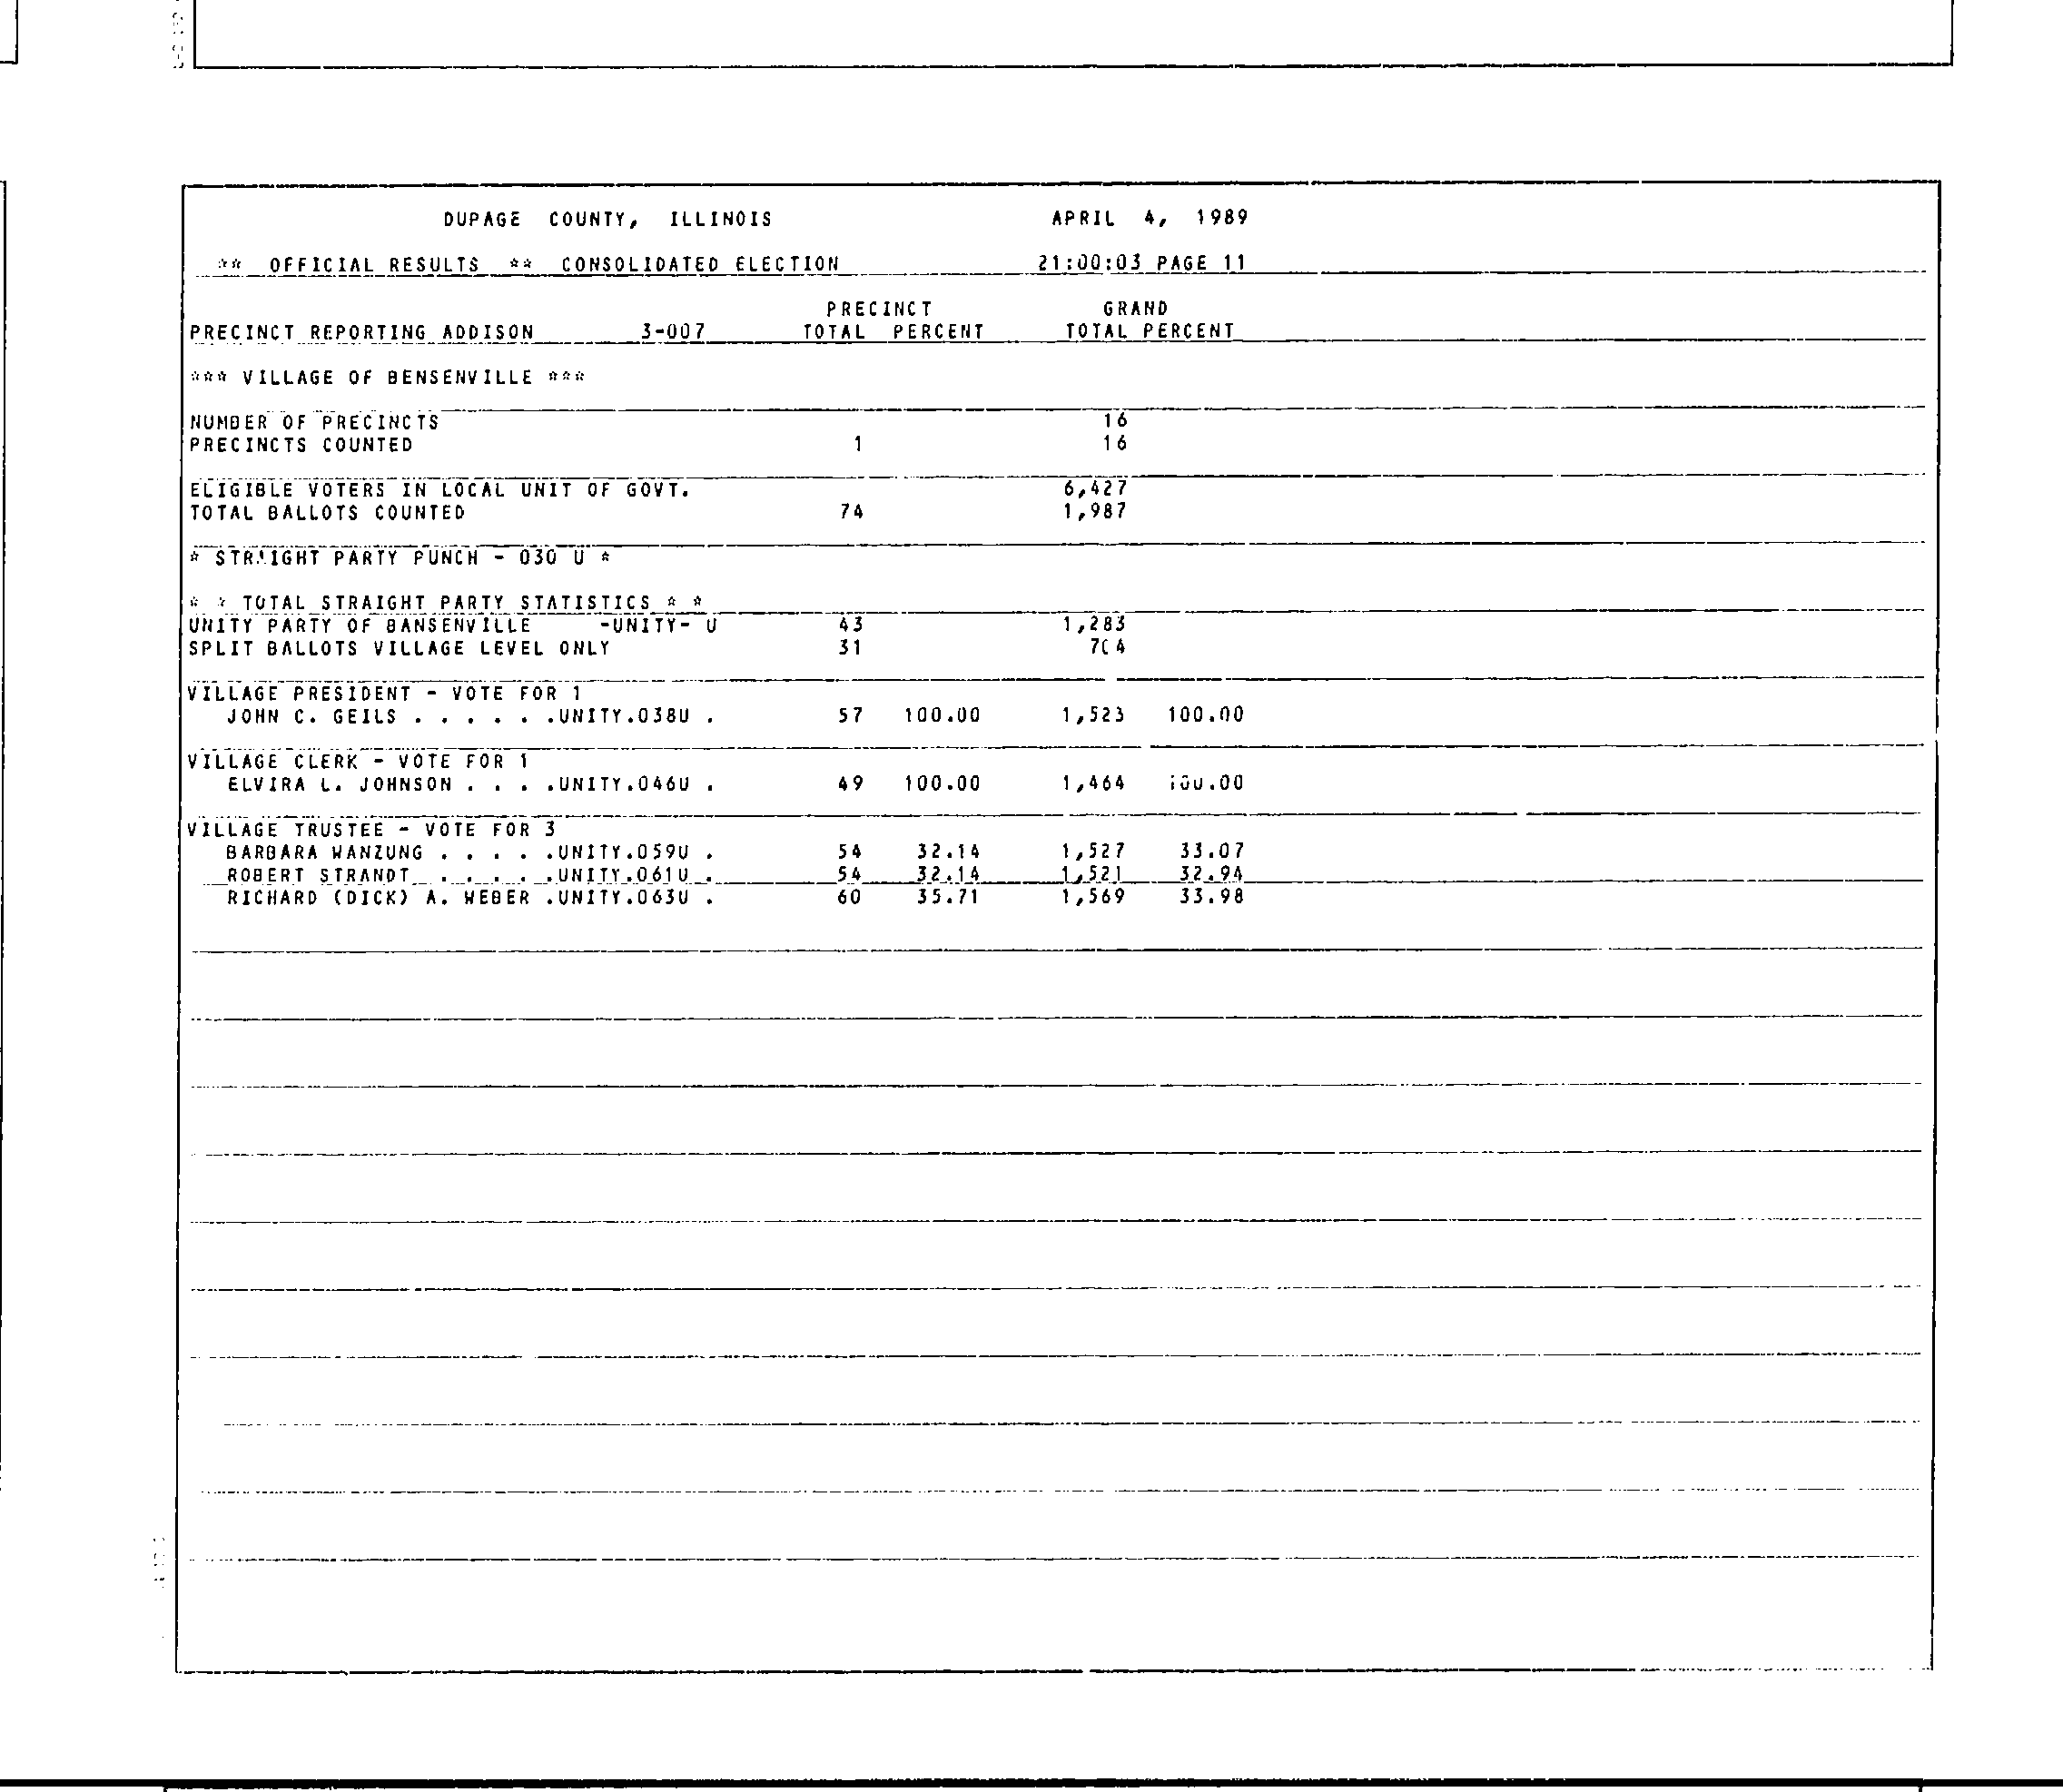 DUPAGE COUNTY, ILLINOIS APRIL 4, 1989
** OFFICIAL RESULTS ** CONSOLIDATED ELECTION 21:00:03 PAGE 11
PRECINCT GRAND
PRECINCT REPORTING ADDISON 3-007 TOTAL PERCENT TOTAL PERCENT
*** VILLAGE OF BENSENVILLE ***
NUMBER OF PRECINCTS 16
PRECINCTS COUNTED 1 16
ELIGIBLE VOTERS IN LOCAL UNIT OF GOVT. 6,427
TOTAL BALLOTS COUNTED 74 1,987
* STRAIGHT PARTY PUNCH - 030 U *
* * TOTAL STRAIGHT PARTY STATISTICS * *
UNITY PARTY OF BANSENVILLE -UNITY- U 43 1,283
SPLIT BALLOTS VILLAGE LEVEL ONLY 31 704
VILLAGE PRESIDENT - VOTE FOR 1
JOHN C. GEILS . . . . . .UNITY.038U . 57 100.00 1,523 100.00
VILLAGE CLERK - VOTE FOR 1
ELVIRA L. JOHNSON . . . .UNITY.046U . 49 100.00 1,464 100.00
VILLAGE TRUSTEE - VOTE FOR 3
BARBARA WANZUNG . . . . .UNITY.059U . 54 32.14 1,527 33.07
ROBERT STRANDT . . . . .UNITY.061U . 54 32.14 1,521 32.94
RICHARD (DICK) A. WEBER .UNITY.063U . 60 35.71 1,569 33.98